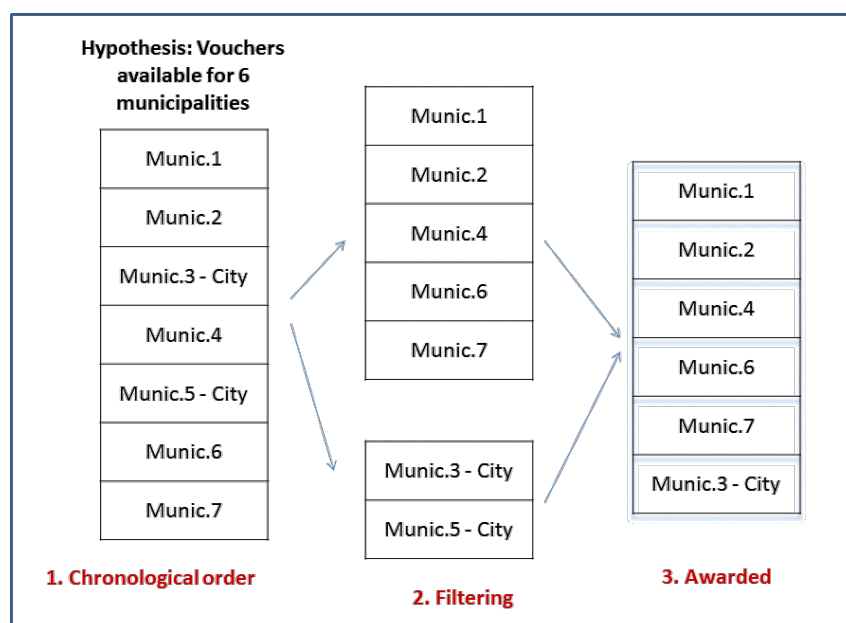 Hypothesis: Vouchers
available for 6
municipalities
Munic.1
Munic.2
Munic.3 - City
Munic.4
Munic.5 - City
Munic.6
Munic.7
1. Chronological order
Munic.1
Munic.2
Munic.4
Munic.6
Munic.7
Munic.3 - City
Munic.5 - City
2. Filtering
Munic.1
Munic.2
Munic.4
Munic.6
Munic.7
Munic.3 - City
3. Awarded